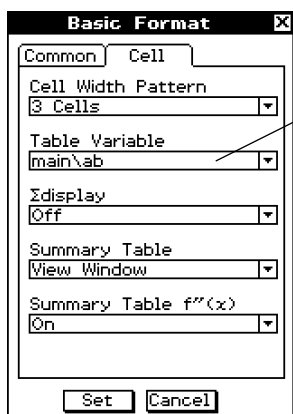 Basic Format
Common Cell
Cell Width Pattern
3 Cells
Table Variable
main\ab
Σdisplay
Off
Summary Table
View Window
Summary Table f″(x)
On
Set Cancel